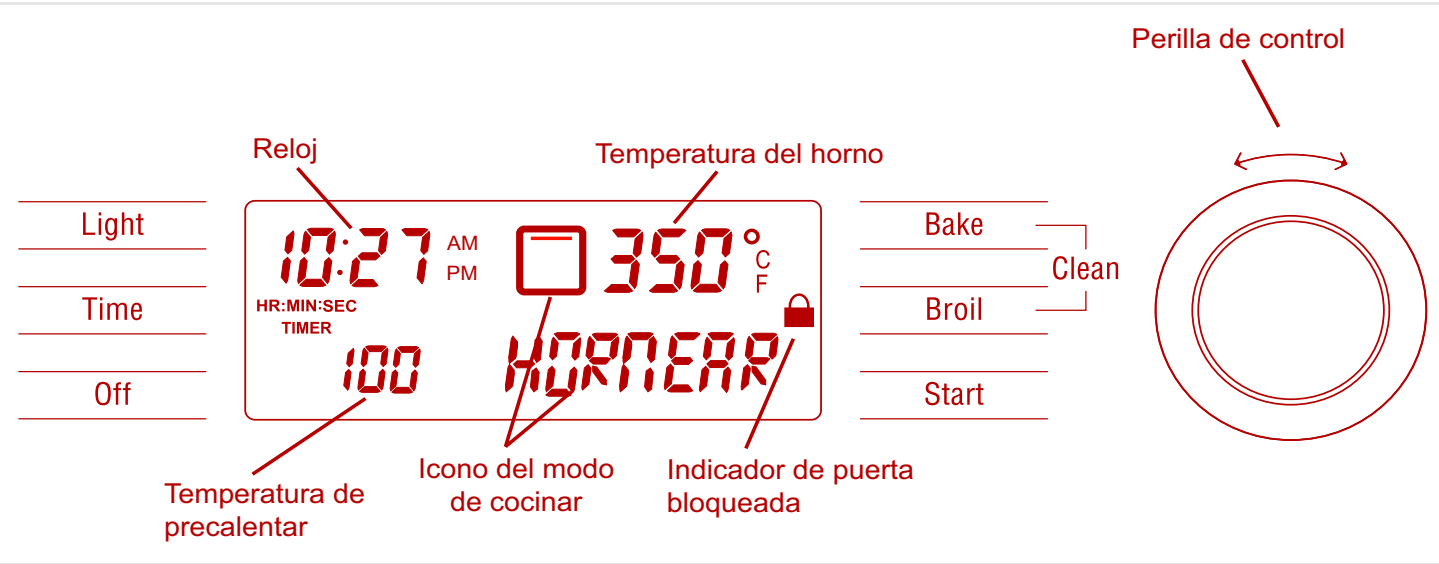 Perilla de control
Reloj
Temperatura del horno
Light
10:27 AM
PM
350°
C
F
Bake
Clean
HR:MIN:SEC
TIMER
Time
Broil
100
HORNEAR
Off
Start
Icono del modo
de cocinar
Indicador de puerta
bloqueada
Temperatura de
precalentar